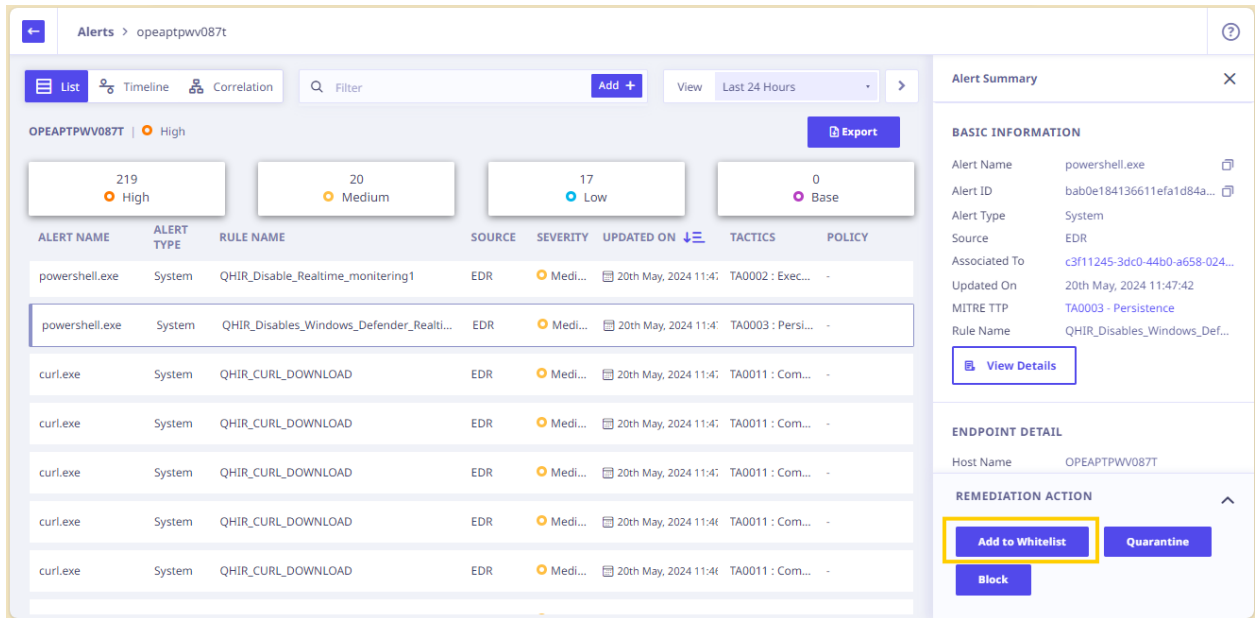 Alerts > opeaptpwv087t
List Timeline Correlation Filter Add + View Last 24 Hours
OPEAPTPWV087T | High Export
219 High
20 Medium
17 Low
0 Base
ALERT NAME ALERT TYPE RULE NAME SOURCE SEVERITY UPDATED ON TACTICS POLICY
powershell.exe System QHIR_Disable_Realtime_monitering1 EDR Medi... 20th May, 2024 11:47 TA0002 : Exec... -
powershell.exe System QHIR_Disables_Windows_Defender_Realti... EDR Medi... 20th May, 2024 11:47 TA0003 : Persi... -
curl.exe System QHIR_CURL_DOWNLOAD EDR Medi... 20th May, 2024 11:47 TA0011 : Com... -
curl.exe System QHIR_CURL_DOWNLOAD EDR Medi... 20th May, 2024 11:47 TA0011 : Com... -
curl.exe System QHIR_CURL_DOWNLOAD EDR Medi... 20th May, 2024 11:47 TA0011 : Com... -
curl.exe System QHIR_CURL_DOWNLOAD EDR Medi... 20th May, 2024 11:46 TA0011 : Com... -
curl.exe System QHIR_CURL_DOWNLOAD EDR Medi... 20th May, 2024 11:46 TA0011 : Com... -
Alert Summary
BASIC INFORMATION
Alert Name powershell.exe
Alert ID bab0e184136611efa1d84a...
Alert Type System
Source EDR
Associated To c3f11245-3dc0-44b0-a658-024...
Updated On 20th May, 2024 11:47:42
MITRE TTP TA0003 - Persistence
Rule Name QHIR_Disables_Windows_Def...
View Details
ENDPOINT DETAIL
Host Name OPEAPTPWV087T
REMEDIATION ACTION
Add to Whitelist Quarantine
Block